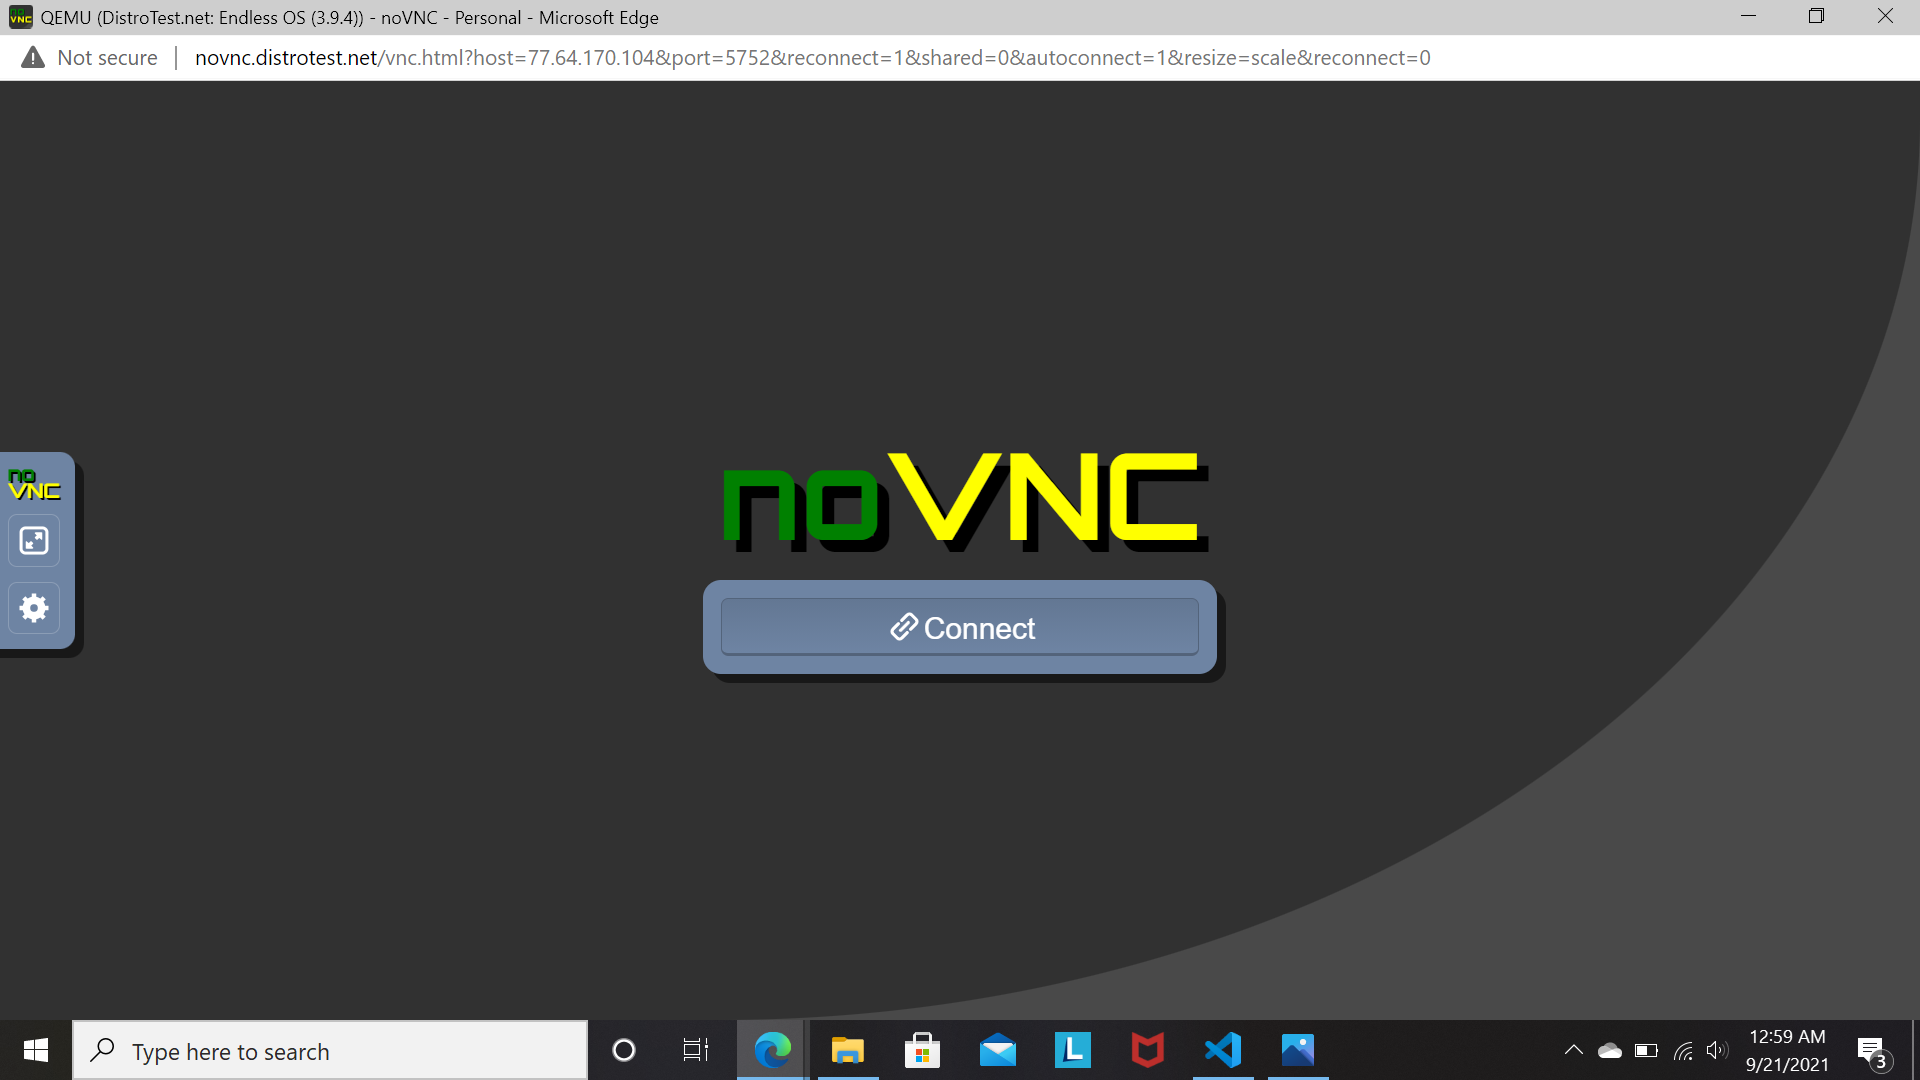 QEMU (DistroTest.net: Endless OS (3.9.4)) - noVNC - Personal - Microsoft Edge
Not secure | novnc.distrotest.net/vnc.html?host=77.64.170.104&port=5752&reconnect=1&shared=0&autoconnect=1&resize=scale&reconnect=0
no
VNC
noVNC
Connect
Type here to search
L
12:59 AM
9/21/2021
3